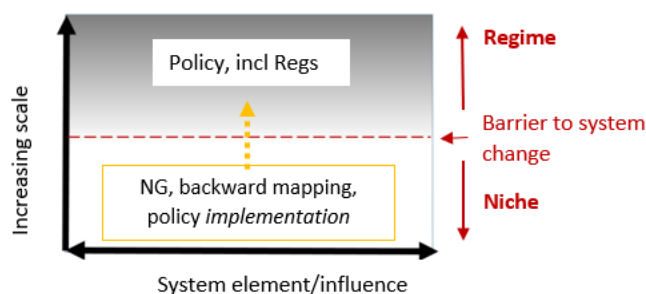 Increasing scale
Policy, incl Regs
NG, backward mapping,
policy implementation
System element/influence
Regime
Barrier to system
change
Niche